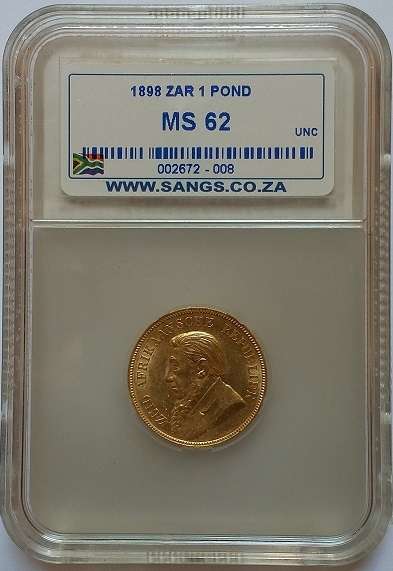 1898 ZAR 1 POND
MS 62
UNC
002672 - 008
WWW.SANGS.CO.ZA
ZUID AFRIKAANSCHE REPUBLIEK